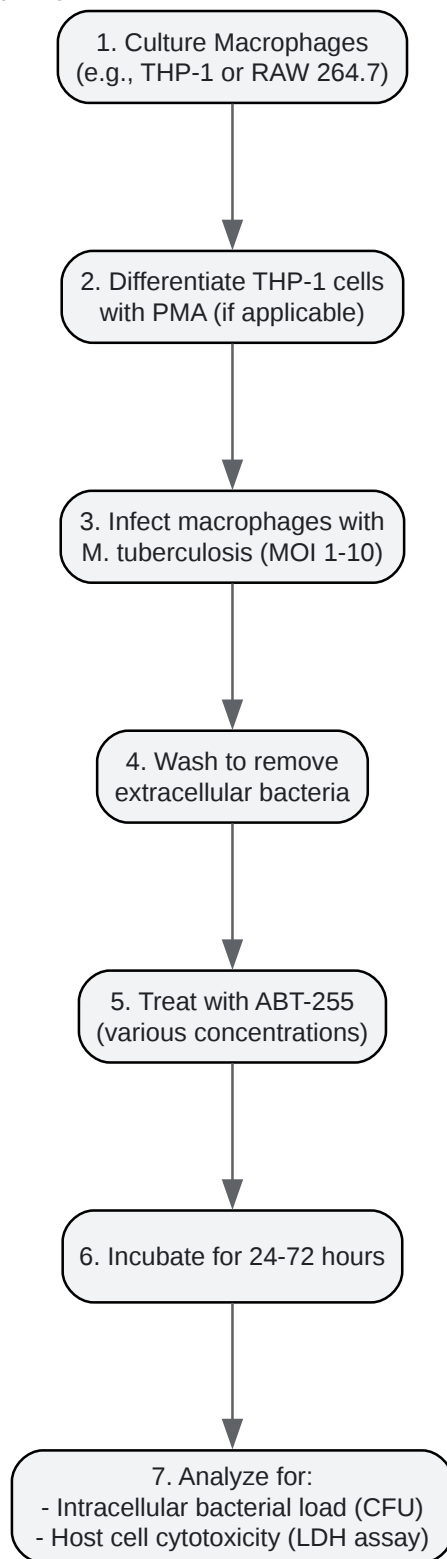 1. Culture Macrophages
(e.g., THP-1 or RAW 264.7)
2. Differentiate THP-1 cells
with PMA (if applicable)
3. Infect macrophages with
M. tuberculosis (MOI 1-10)
4. Wash to remove
extracellular bacteria
5. Treat with ABT-255
(various concentrations)
6. Incubate for 24-72 hours
7. Analyze for:
- Intracellular bacterial load (CFU)
- Host cell cytotoxicity (LDH assay)